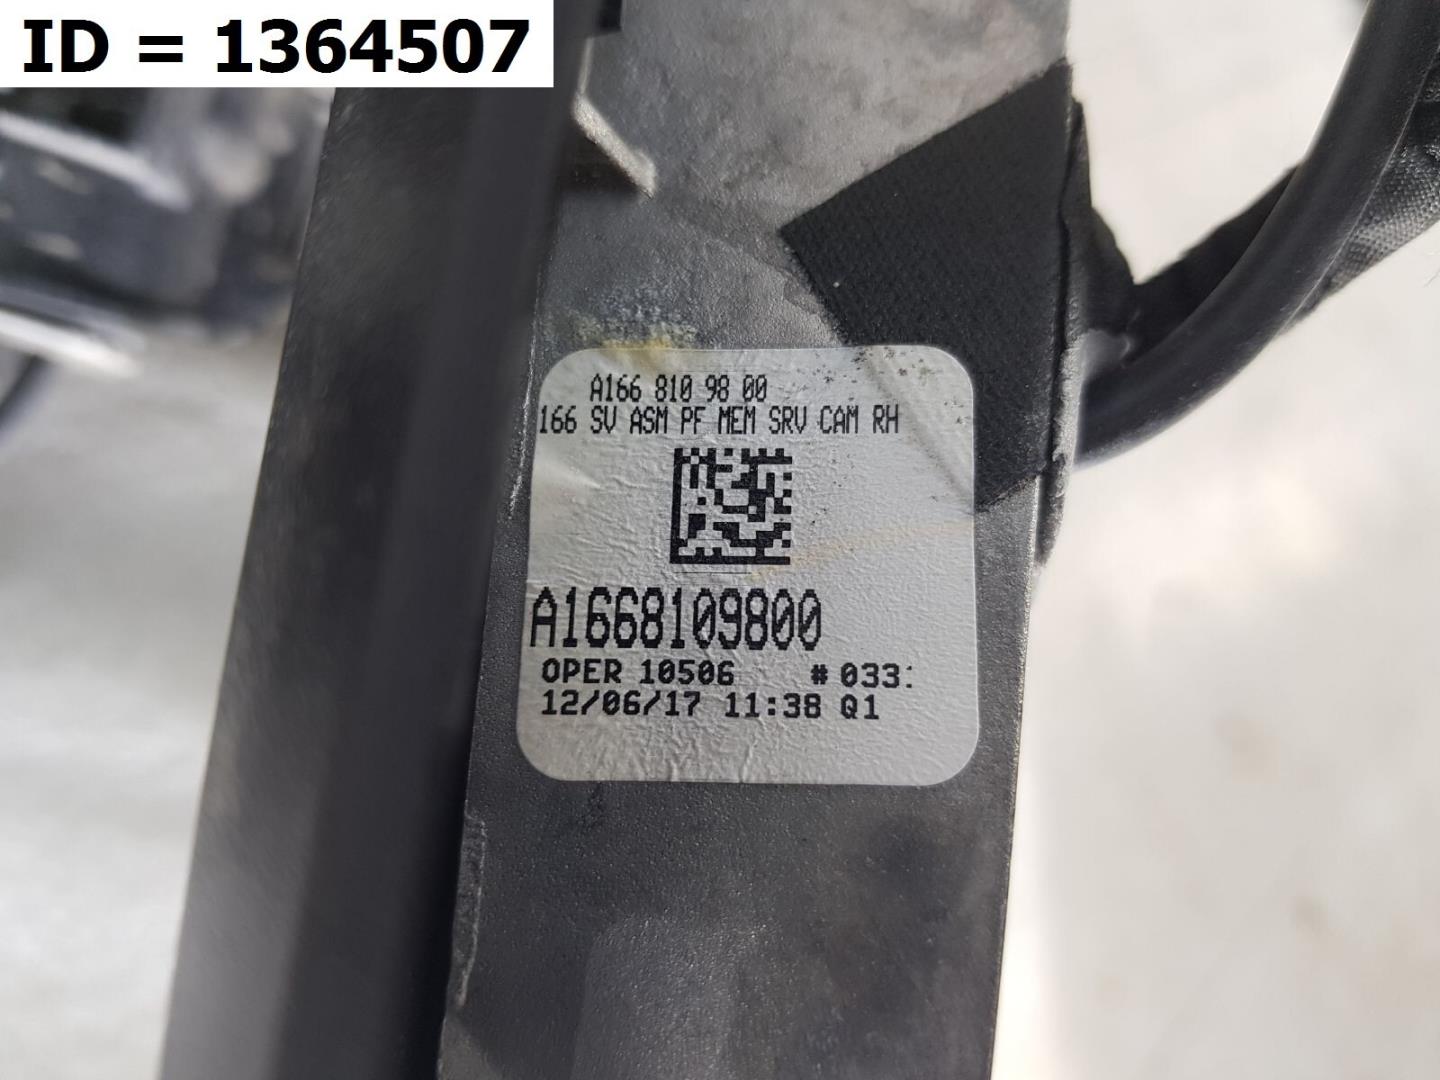 ID = 1364507
A166 810 98 00
166 SV ASM PF MEM SRV CAM RH
A1668109800
OPER 10506 # 033
12/06/17 11:38 Q1